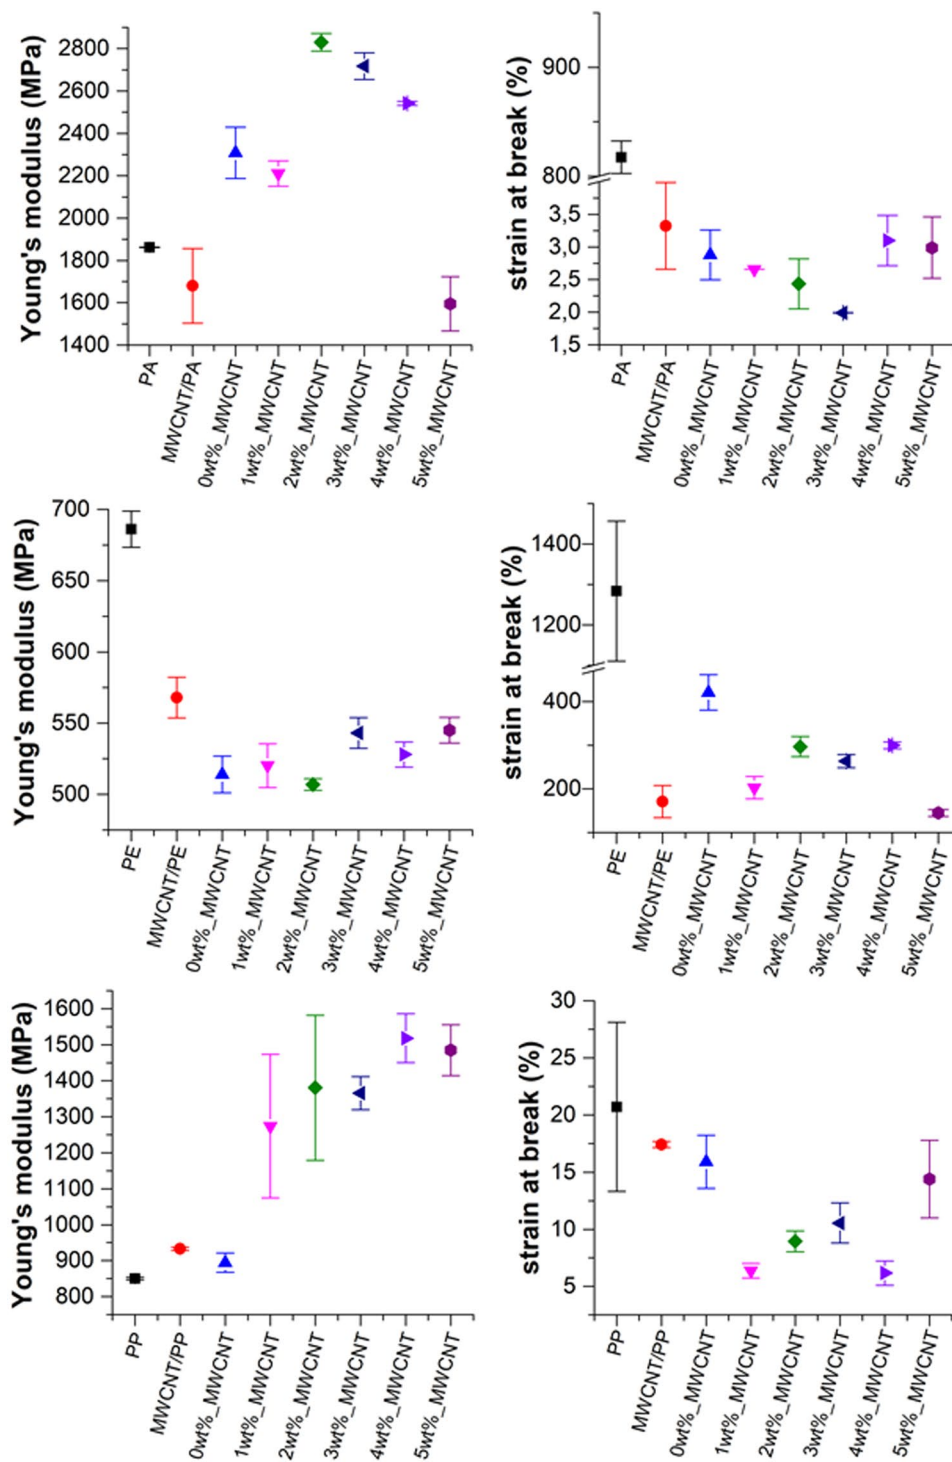 Young's modulus (MPa)
2800
2600
2400
2200
2000
1800
1600
1400
PA
MWCNT/PA
0wt%_MWCNT
1wt%_MWCNT
2wt%_MWCNT
3wt%_MWCNT
4wt%_MWCNT
5wt%_MWCNT
strain at break (%)
900
800
3,5
3,0
2,5
2,0
1,5
PA
MWCNT/PA
0wt%_MWCNT
1wt%_MWCNT
2wt%_MWCNT
3wt%_MWCNT
4wt%_MWCNT
5wt%_MWCNT
Young's modulus (MPa)
700
650
600
550
500
PE
MWCNT/PE
0wt%_MWCNT
1wt%_MWCNT
2wt%_MWCNT
3wt%_MWCNT
4wt%_MWCNT
5wt%_MWCNT
strain at break (%)
1400
1200
400
200
PE
MWCNT/PE
0wt%_MWCNT
1wt%_MWCNT
2wt%_MWCNT
3wt%_MWCNT
4wt%_MWCNT
5wt%_MWCNT
Young's modulus (MPa)
1600
1500
1400
1300
1200
1100
1000
900
800
PP
MWCNT/PP
0wt%_MWCNT
1wt%_MWCNT
2wt%_MWCNT
3wt%_MWCNT
4wt%_MWCNT
5wt%_MWCNT
strain at break (%)
30
25
20
15
10
5
PP
MWCNT/PP
0wt%_MWCNT
1wt%_MWCNT
2wt%_MWCNT
3wt%_MWCNT
4wt%_MWCNT
5wt%_MWCNT